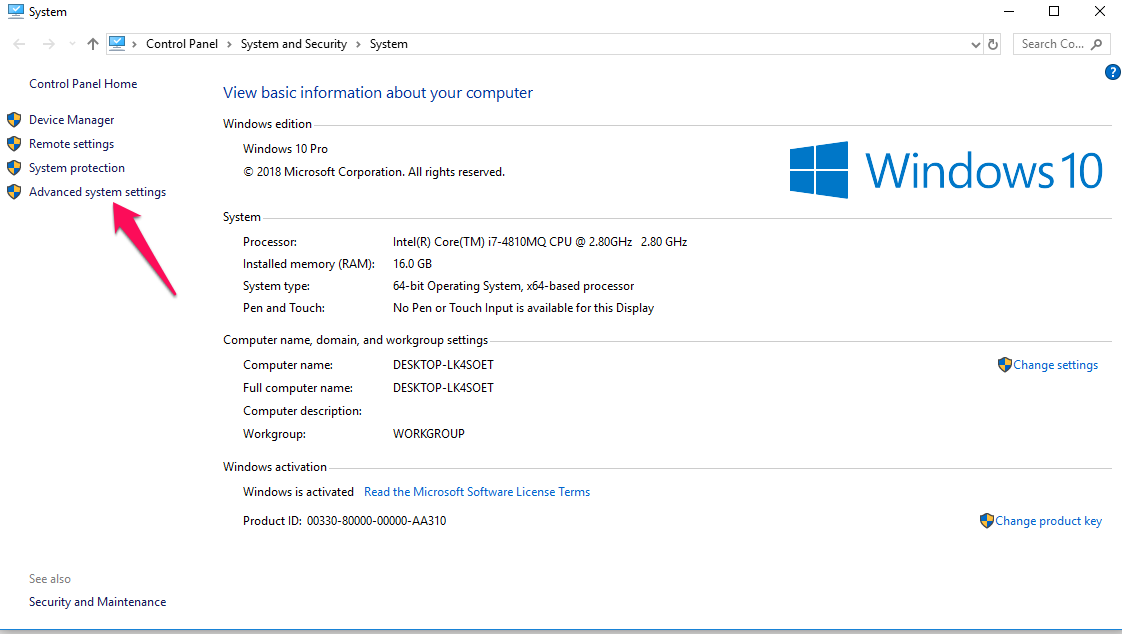 System
Control Panel > System and Security > System
Search Co...
?
Control Panel Home
Device Manager
Remote settings
System protection
Advanced system settings
See also
Security and Maintenance
View basic information about your computer
Windows edition
Windows 10 Pro
© 2018 Microsoft Corporation. All rights reserved.
Windows 10
System
Processor: Intel(R) Core(TM) i7-4810MQ CPU @ 2.80GHz 2.80 GHz
Installed memory (RAM): 16.0 GB
System type: 64-bit Operating System, x64-based processor
Pen and Touch: No Pen or Touch Input is available for this Display
Computer name, domain, and workgroup settings
Computer name: DESKTOP-LK4SOET
Change settings
Full computer name: DESKTOP-LK4SOET
Computer description:
Workgroup: WORKGROUP
Windows activation
Windows is activated Read the Microsoft Software License Terms
Product ID: 00330-80000-00000-AA310
Change product key